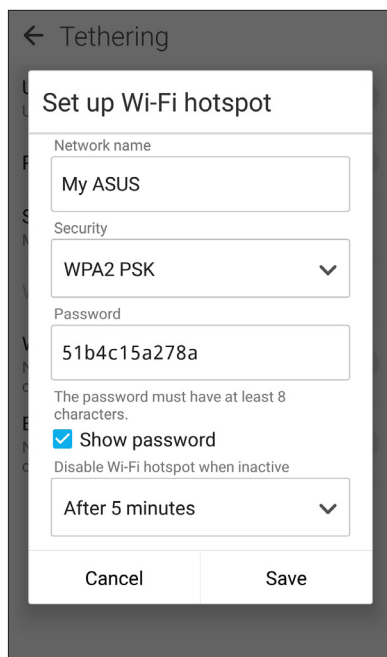 Tethering
Set up Wi-Fi hotspot
Network name
My ASUS
Security
WPA2 PSK
Password
51b4c15a278a
The password must have at least 8
characters.
Show password
Disable Wi-Fi hotspot when inactive
After 5 minutes
Cancel
Save